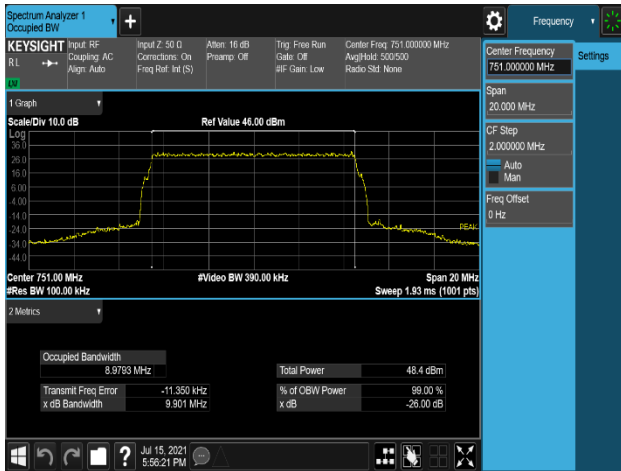 Spectrum Analyzer 1
Occupied BW
Frequency
KEYSIGHT
Input: RF
Coupling: AC
Align: Auto
Input Z: 50 Ω
Corrections: On
Freq Ref: Int (S)
Atten: 16 dB
Preamp: Off
Trig: Free Run
Gate: Off
#IF Gain: Low
Center Freq: 751.000000 MHz
Avg|Hold: 500/500
Radio Std: None
R L
Center Frequency
751.000000 MHz
Settings
Span
20.000 MHz
CF Step
2.000000 MHz
Auto
Man
Freq Offset
0 Hz
1 Graph
Scale/Div 10.0 dB
Ref Value 46.00 dBm
Log
36.0
26.0
16.0
6.00
-4.00
-14.0
-24.0
-34.0
-44.0
PEAK
Center 751.00 MHz
#Video BW 390.00 kHz
Span 20 MHz
#Res BW 100.00 kHz
Sweep 1.93 ms (1001 pts)
2 Metrics
Occupied Bandwidth
8.9793 MHz
Total Power 48.4 dBm
Transmit Freq Error -11.350 kHz
% of OBW Power 99.00 %
x dB Bandwidth 9.901 MHz
x dB -26.00 dB
?
Jul 15, 2021
5:56:21 PM